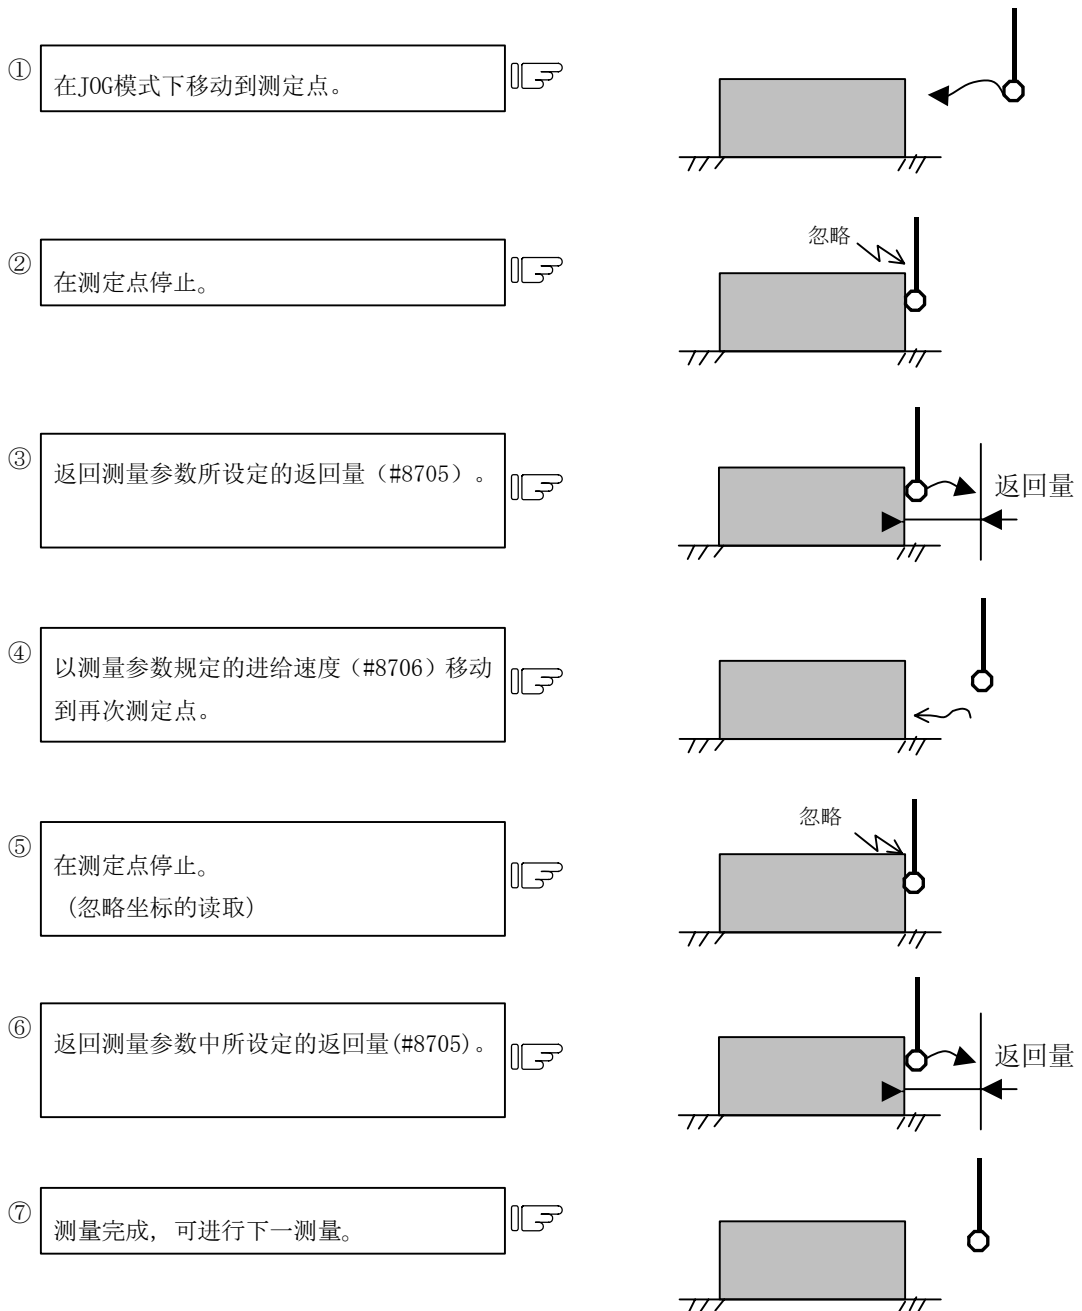 ① 在JOG模式下移动到测定点。
忽略
② 在测定点停止。
③ 返回测量参数所设定的返回量（#8705）。
返回量
④ 以测量参数规定的进给速度（#8706）移动
到再次测定点。
忽略
⑤ 在测定点停止。
(忽略坐标的读取)
⑥ 返回测量参数中所设定的返回量(#8705)。
返回量
⑦ 测量完成, 可进行下一测量。